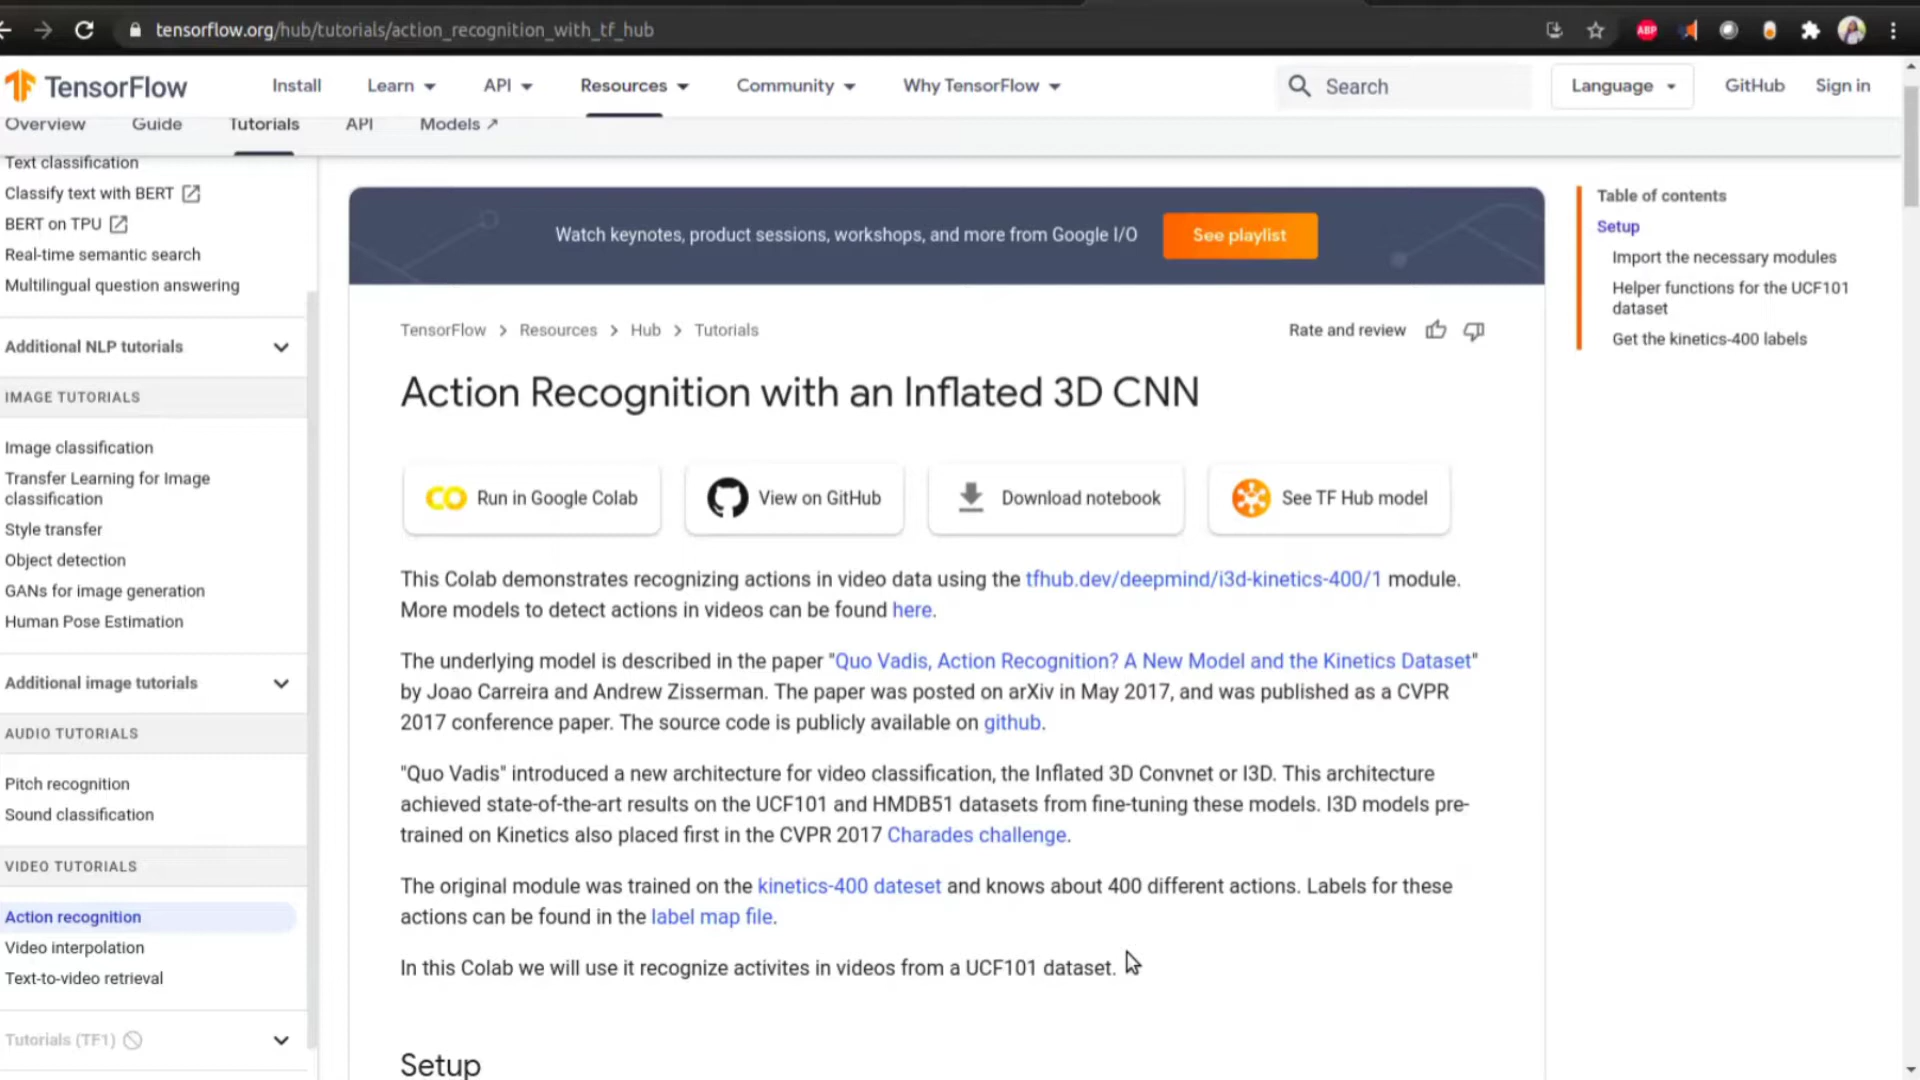 tensorflow.org/hub/tutorials/action_recognition_with_tf_hub
ABP
TensorFlow
Install
Learn
API
Resources
Community
Why TensorFlow
Search
Language
GitHub
Sign in
Overview
Guide
Tutorials
API
Models
Text classification
Classify text with BERT
BERT on TPU
Real-time semantic search
Multilingual question answering
Additional NLP tutorials
IMAGE TUTORIALS
Image classification
Transfer Learning for Image
classification
Style transfer
Object detection
GANs for image generation
Human Pose Estimation
Additional image tutorials
AUDIO TUTORIALS
Pitch recognition
Sound classification
VIDEO TUTORIALS
Action recognition
Video interpolation
Text-to-video retrieval
Tutorials (TF1)
Watch keynotes, product sessions, workshops, and more from Google I/O
See playlist
TensorFlow > Resources > Hub > Tutorials
Rate and review
Action Recognition with an Inflated 3D CNN
Run in Google Colab
View on GitHub
Download notebook
See TF Hub model
This Colab demonstrates recognizing actions in video data using the tfhub.dev/deepmind/i3d-kinetics-400/1 module.
More models to detect actions in videos can be found here.
The underlying model is described in the paper "Quo Vadis, Action Recognition? A New Model and the Kinetics Dataset"
by Joao Carreira and Andrew Zisserman. The paper was posted on arXiv in May 2017, and was published as a CVPR
2017 conference paper. The source code is publicly available on github.
"Quo Vadis" introduced a new architecture for video classification, the Inflated 3D Convnet or I3D. This architecture
achieved state-of-the-art results on the UCF101 and HMDB51 datasets from fine-tuning these models. I3D models pre-
trained on Kinetics also placed first in the CVPR 2017 Charades challenge.
The original module was trained on the kinetics-400 dateset and knows about 400 different actions. Labels for these
actions can be found in the label map file.
In this Colab we will use it recognize activites in videos from a UCF101 dataset.
Setup
Table of contents
Setup
Import the necessary modules
Helper functions for the UCF101
dataset
Get the kinetics-400 labels